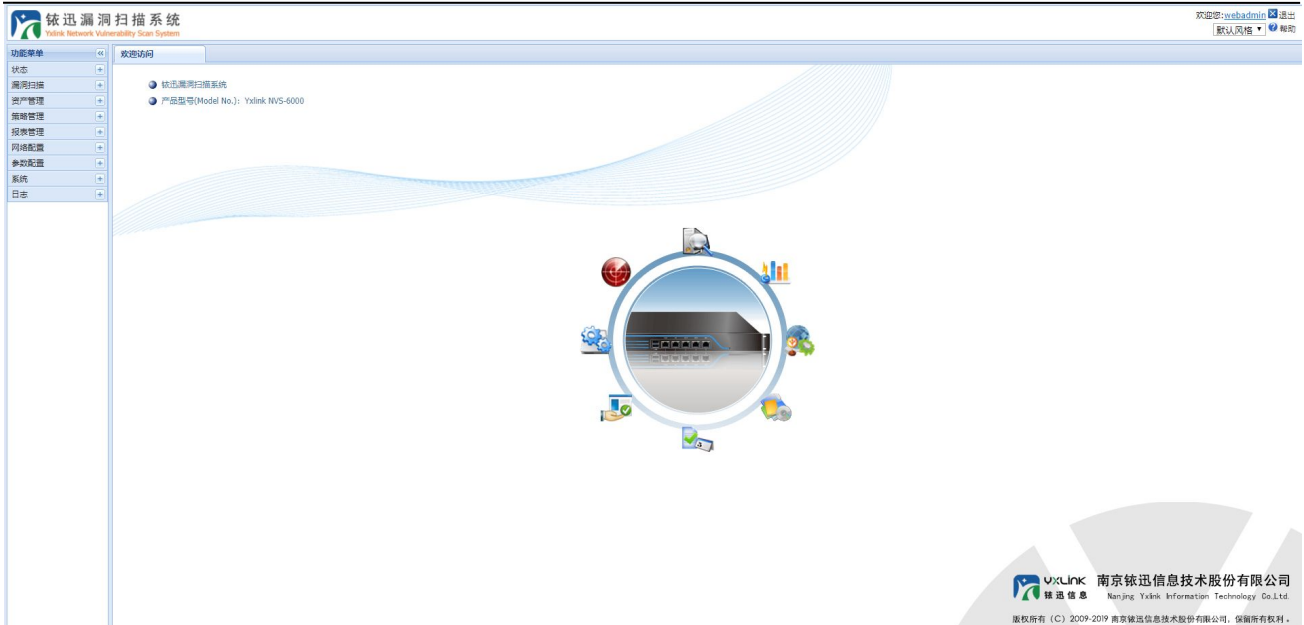 铱迅漏洞扫描系统
Yxlink Network Vulnerability Scan System
欢迎您:webadmin 退出
默认风格 帮助
功能菜单
欢迎访问
状态
漏洞扫描
资产管理
策略管理
报表管理
网络配置
参数配置
系统
日志
铱迅漏洞扫描系统
产品型号(Model No.): Yxlink NVS-6000
YXLINK 南京铱迅信息技术股份有限公司
铱迅信息 Nanjing Yxlink Information Technology Co.Ltd.
版权所有 (C) 2009-2019 南京铱迅信息技术股份有限公司, 保留所有权利。